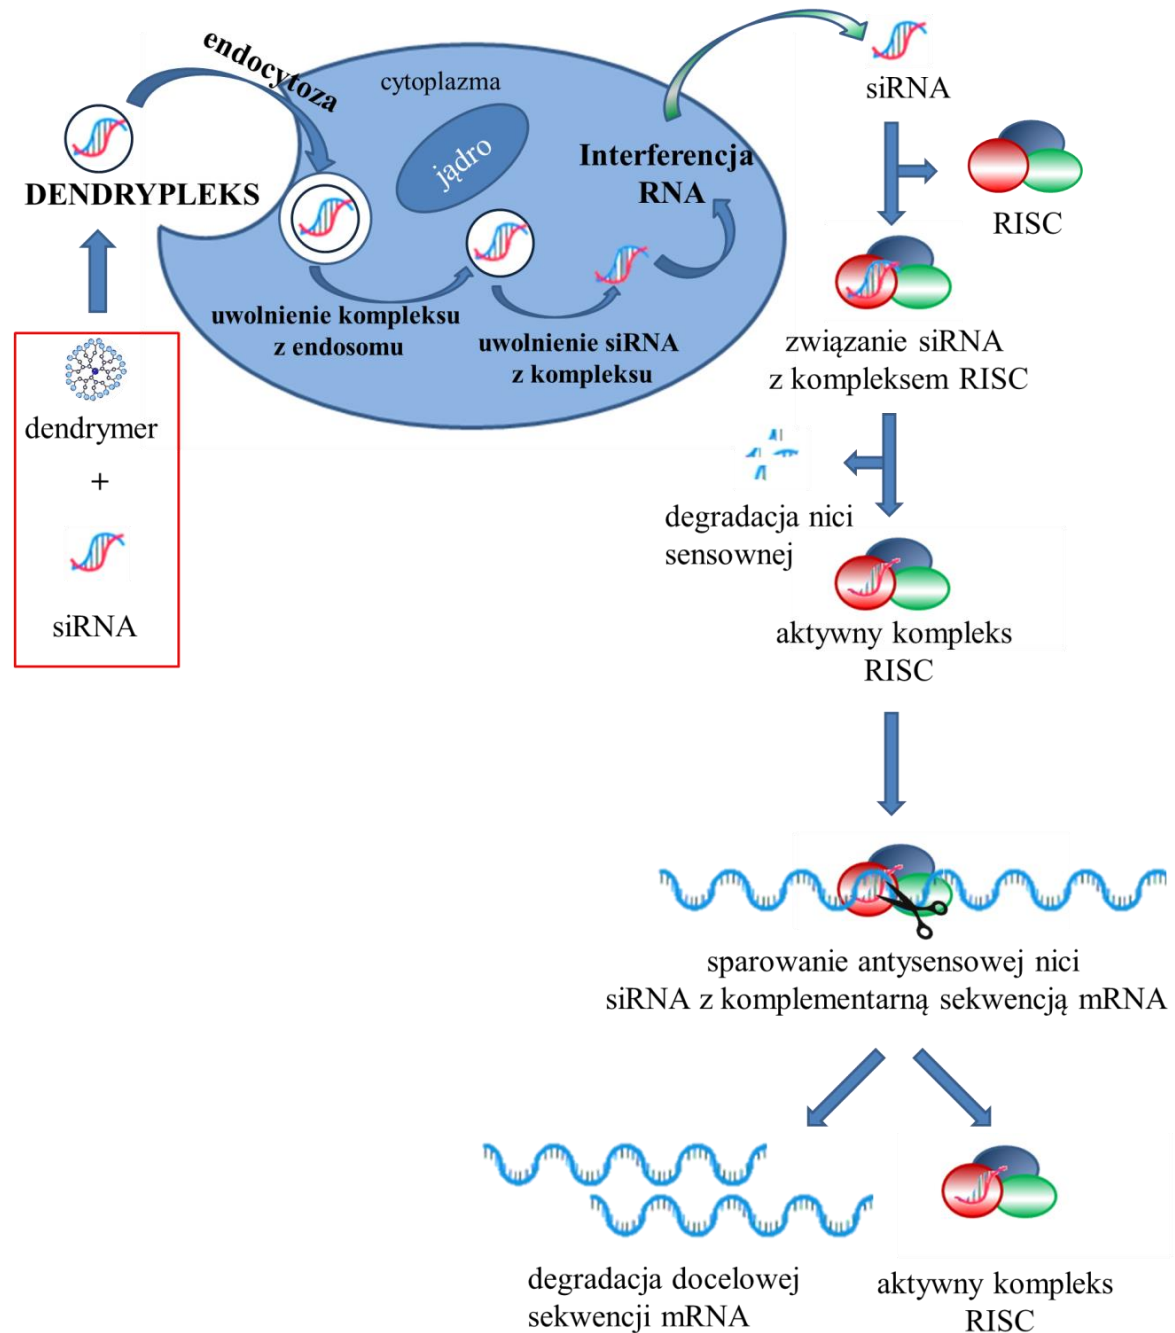 endocytoza
cytoplazma
jądro
DENDRYPLEKS
dendrymer
+
siRNA
uwolnienie kompleksu
z endosomu
uwolnienie siRNA
z kompleksu
Interferencja
RNA
siRNA
RISC
związanie siRNA
z kompleksem RISC
degradacja nici
sensownej
aktywny kompleks
RISC
sparowanie antysensowej nici
siRNA z komplementarną sekwencją mRNA
degradacja docelowej
sekwencji mRNA
aktywny kompleks
RISC